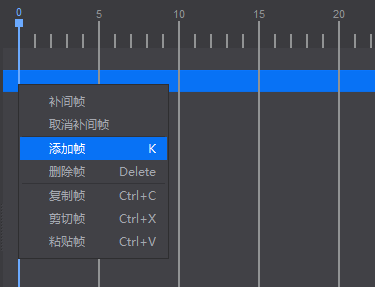 0 5 10 15 20
补间帧
取消补间帧
添加帧 K
删除帧 Delete
复制帧 Ctrl+C
剪切帧 Ctrl+X
粘贴帧 Ctrl+V